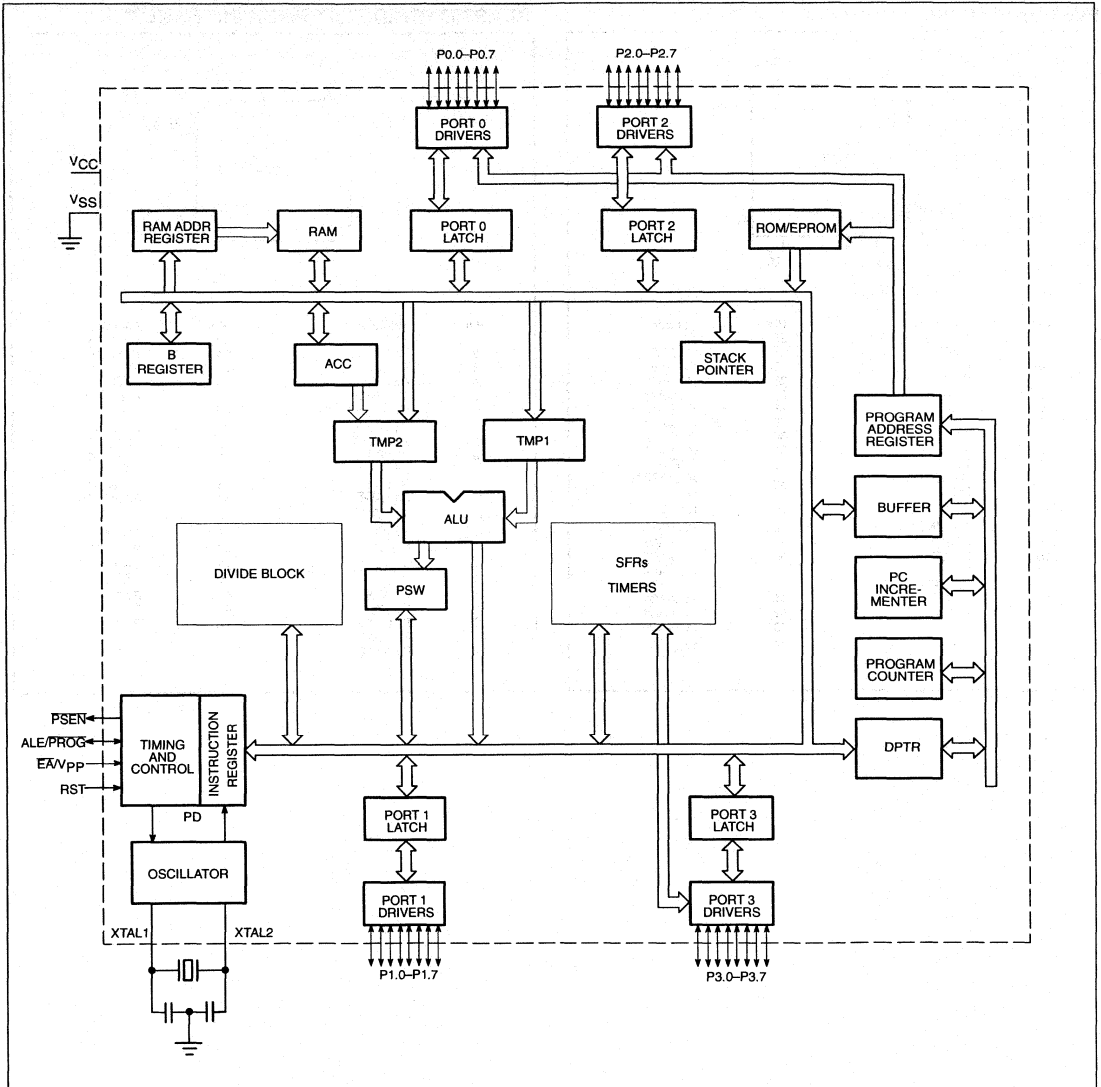 P0.0–P0.7
P2.0–P2.7
PORT 0
DRIVERS
PORT 2
DRIVERS
VCC
VSS
RAM ADDR
REGISTER
RAM
PORT 0
LATCH
PORT 2
LATCH
ROM/EPROM
B
REGISTER
ACC
STACK
POINTER
TMP2
TMP1
PROGRAM
ADDRESS
REGISTER
ALU
BUFFER
DIVIDE BLOCK
PSW
SFRs
TIMERS
PC
INCRE-
MENTER
PROGRAM
COUNTER
DPTR
PSEN
ALE/PROG
EA/VPP
RST
TIMING
AND
CONTROL
INSTRUCTION
REGISTER
PD
OSCILLATOR
PORT 1
LATCH
PORT 3
LATCH
PORT 1
DRIVERS
PORT 3
DRIVERS
XTAL1
XTAL2
P1.0–P1.7
P3.0–P3.7